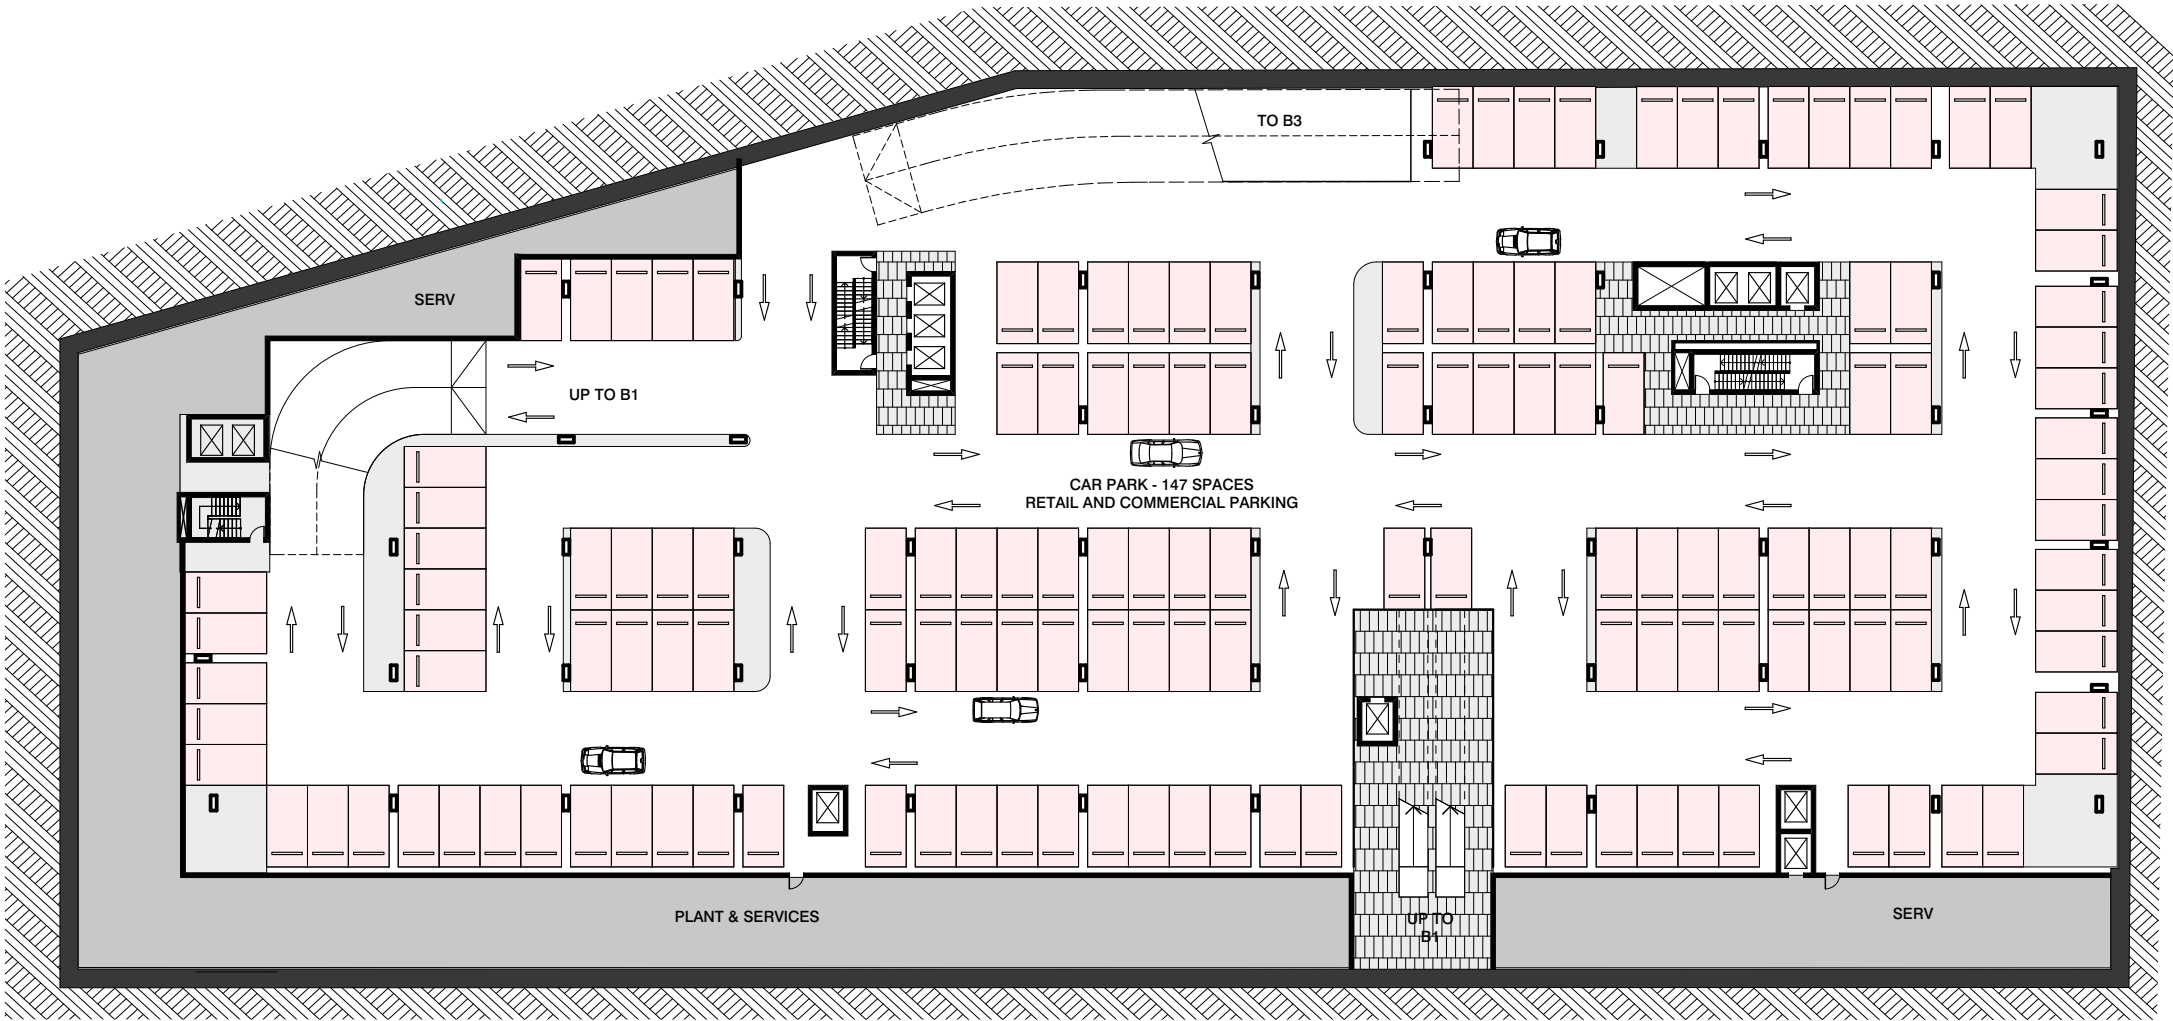 TO B3
SERV
UP TO B1
CAR PARK - 147 SPACES
RETAIL AND COMMERCIAL PARKING
PLANT & SERVICES
UP TO
B1
SERV